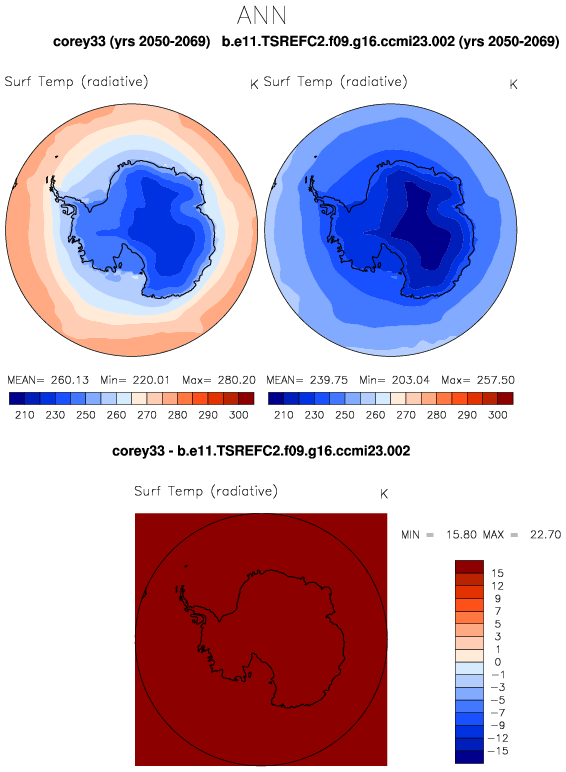 ANN
corey33 (yrs 2050-2069) b.e11.TSREFC2.f09.g16.ccmi23.002 (yrs 2050-2069)
Surf Temp (radiative) K Surf Temp (radiative) K
MEAN= 260.13 Min= 220.01 Max= 280.20 MEAN= 239.75 Min= 203.04 Max= 257.50
210 230 250 260 270 280 290 300 210 230 250 260 270 280 290 300
corey33 - b.e11.TSREFC2.f09.g16.ccmi23.002
Surf Temp (radiative) K
MIN = 15.80 MAX = 22.70
15
12
9
7
5
3
1
0
-1
-3
-5
-7
-9
-12
-15